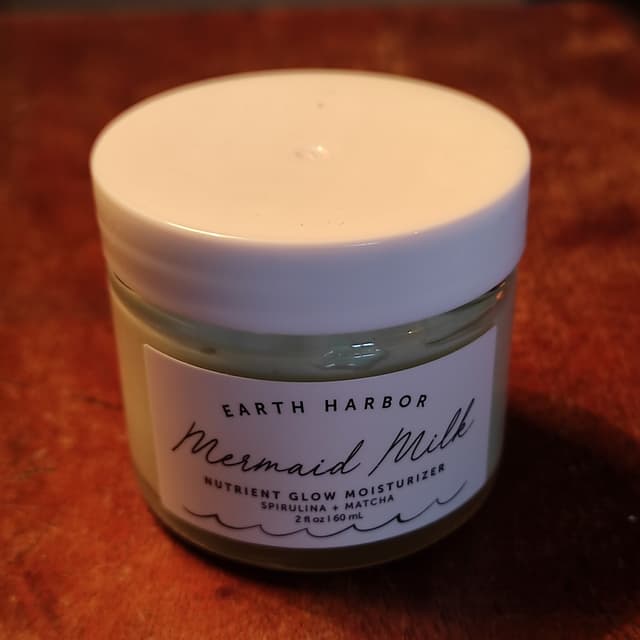 EARTH HARBOR
Mermaid Milk
NUTRIENT GLOW MOISTURIZER
SPIRULINA + MATCHA
2 fl oz | 60 mL